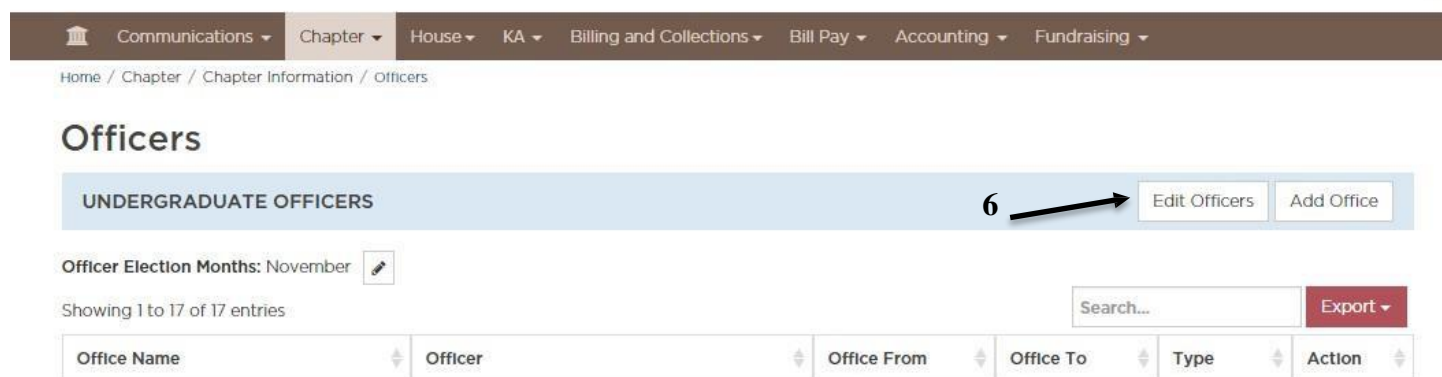 Communications Chapter House KA Billing and Collections Bill Pay Accounting Fundraising
Home / Chapter / Chapter Information / Officers
Officers
UNDERGRADUATE OFFICERS 6 Edit Officers Add Office
Officer Election Months: November
Showing 1 to 17 of 17 entries Search... Export
Office Name Officer Office From Office To Type Action